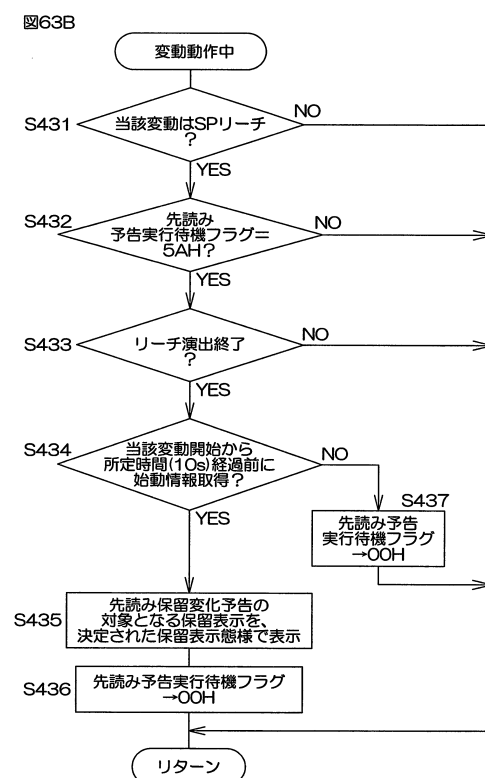 図63B
変動動作中
S431
当該変動はSPリーチ
?
NO
YES
S432
先読み
予告実行待機フラグ=
5AH?
NO
YES
S433
リーチ演出終了
?
NO
YES
S434
当該変動開始から
所定時間(10s)経過前に
始動情報取得?
NO
YES
S437
先読み予告
実行待機フラグ
→00H
S435
先読み保留変化予告の
対象となる保留表示を、
決定された保留表示態様で表示
S436
先読み予告実行待機フラグ
→00H
リターン